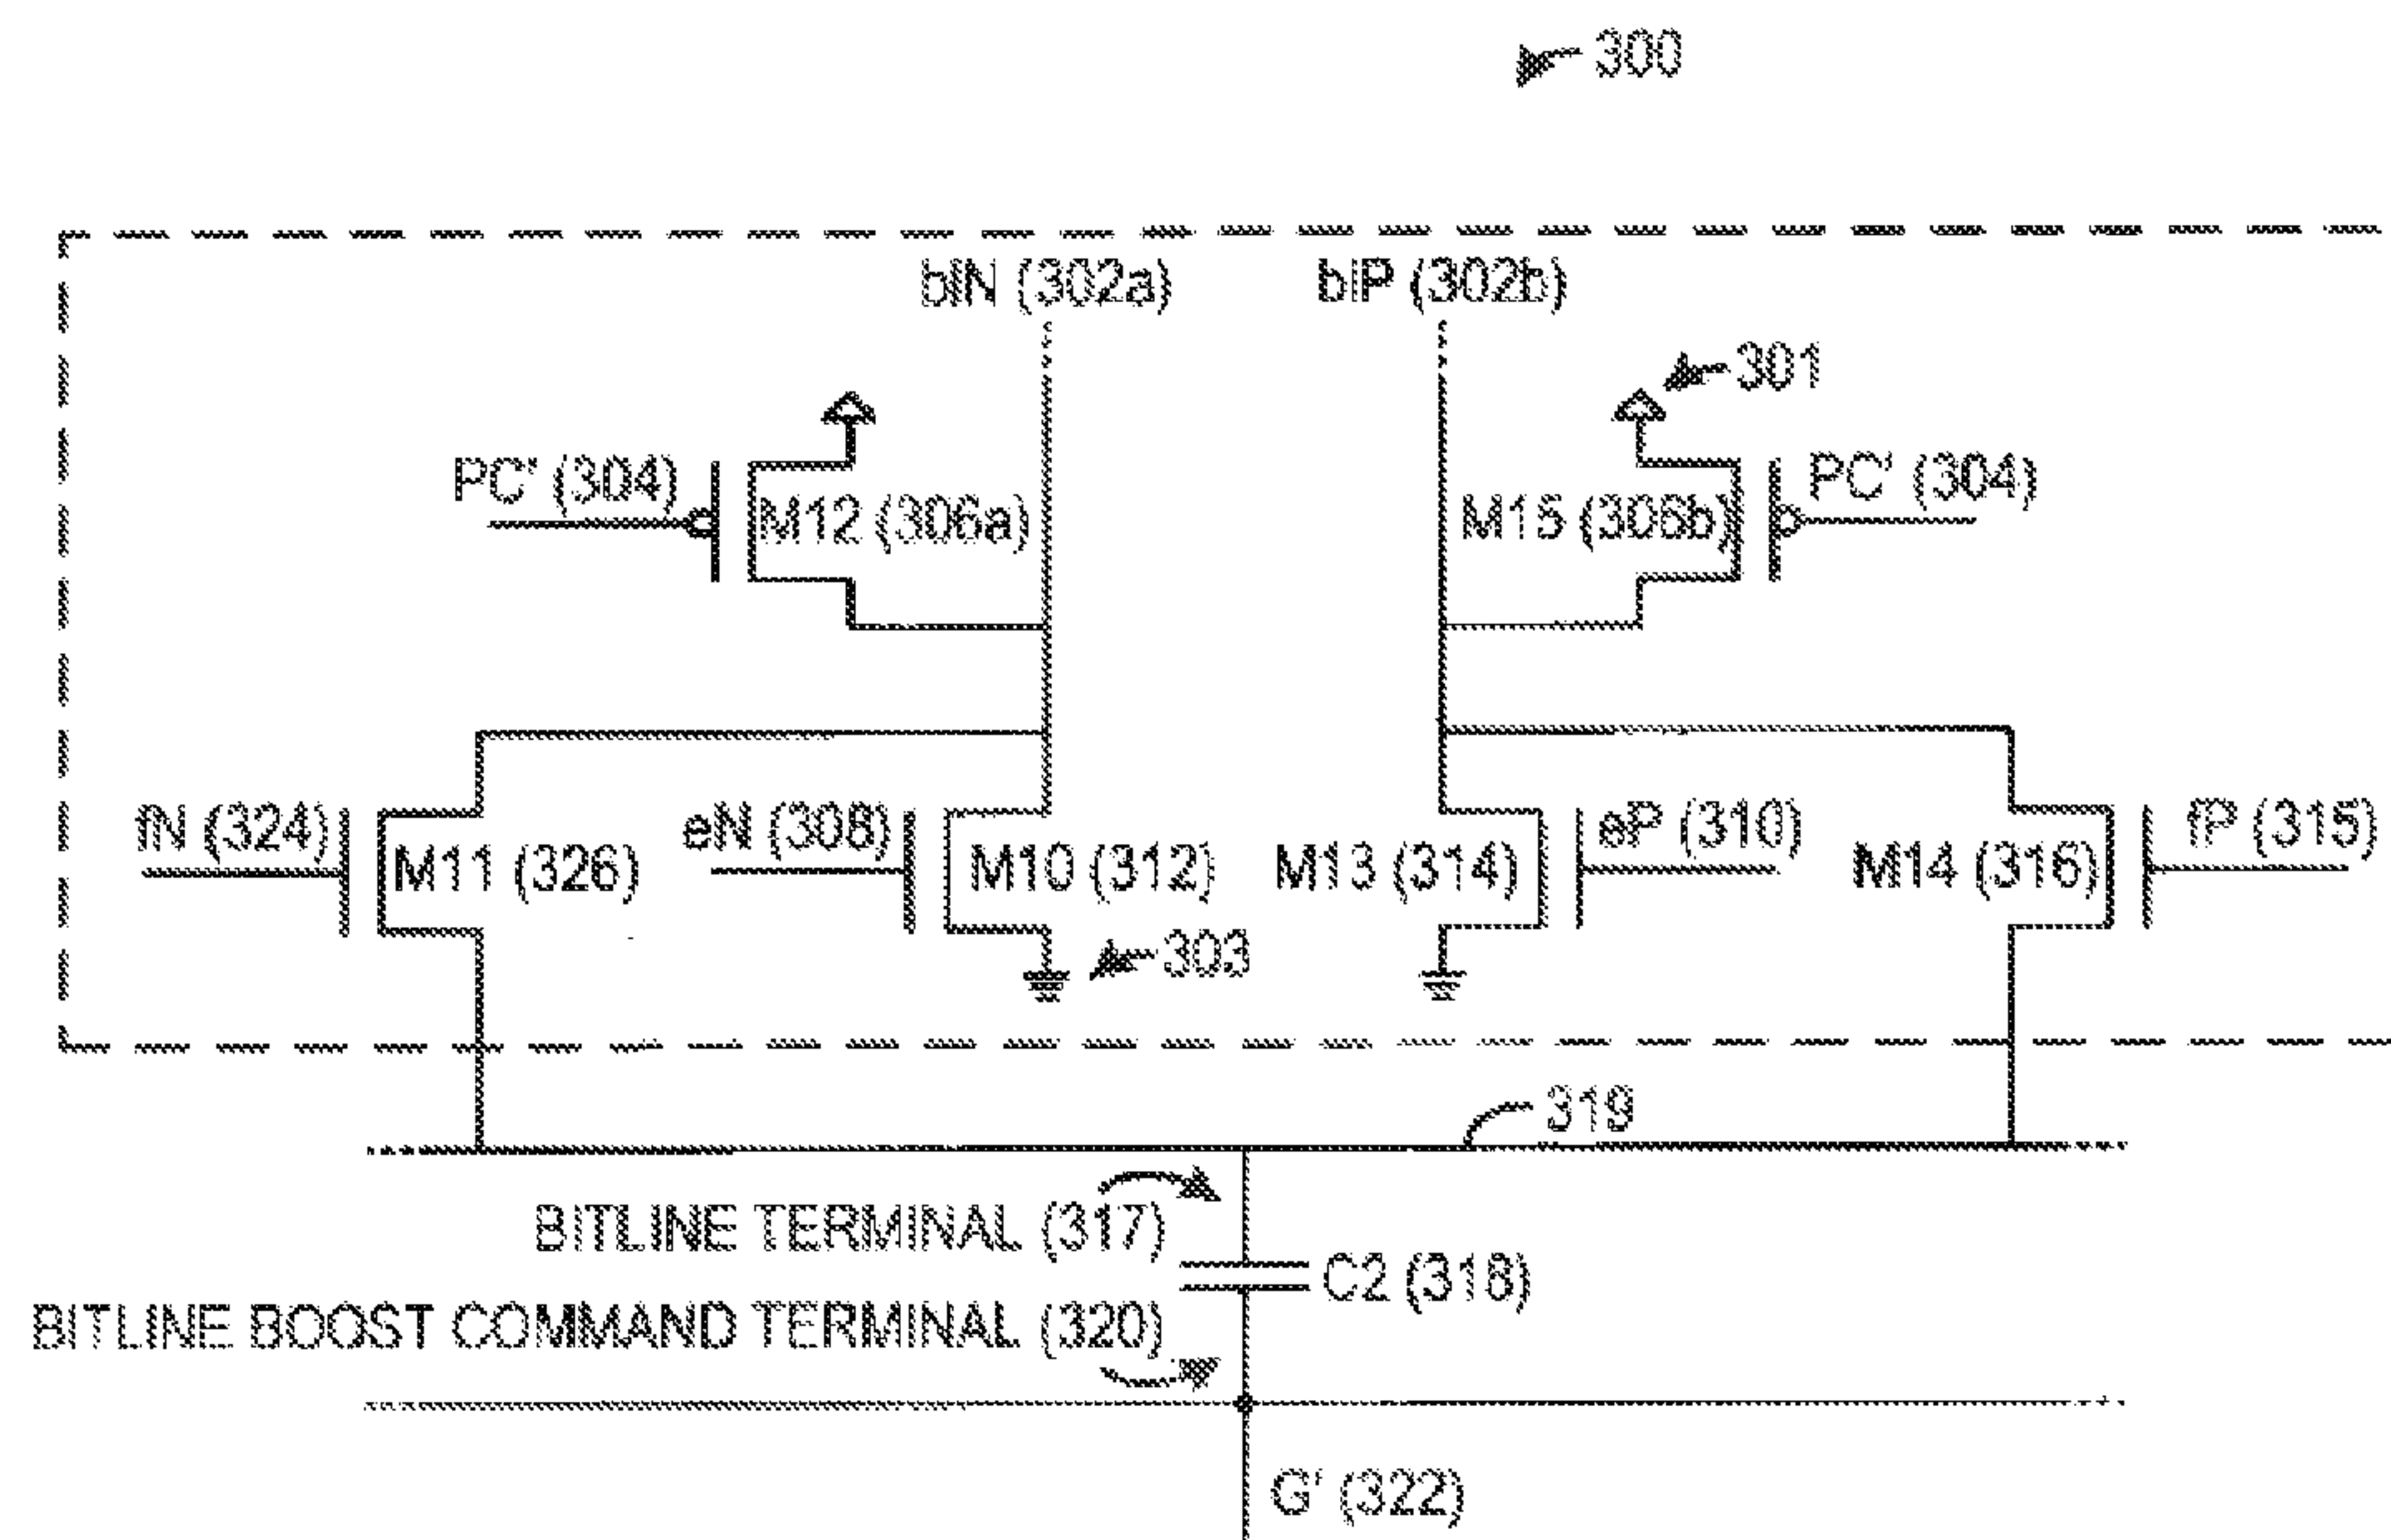 300
blN (302a)
blP (302b)
301
PC' (304)
PC' (304)
M12 (306a)
M15 (306b)
fN (324)
eN (308)
eP (310)
fP (315)
M11 (326)
M10 (312)
M13 (314)
M14 (316)
303
319
BITLINE TERMINAL (317)
C2 (318)
BITLINE BOOST COMMAND TERMINAL (320)
G' (322)